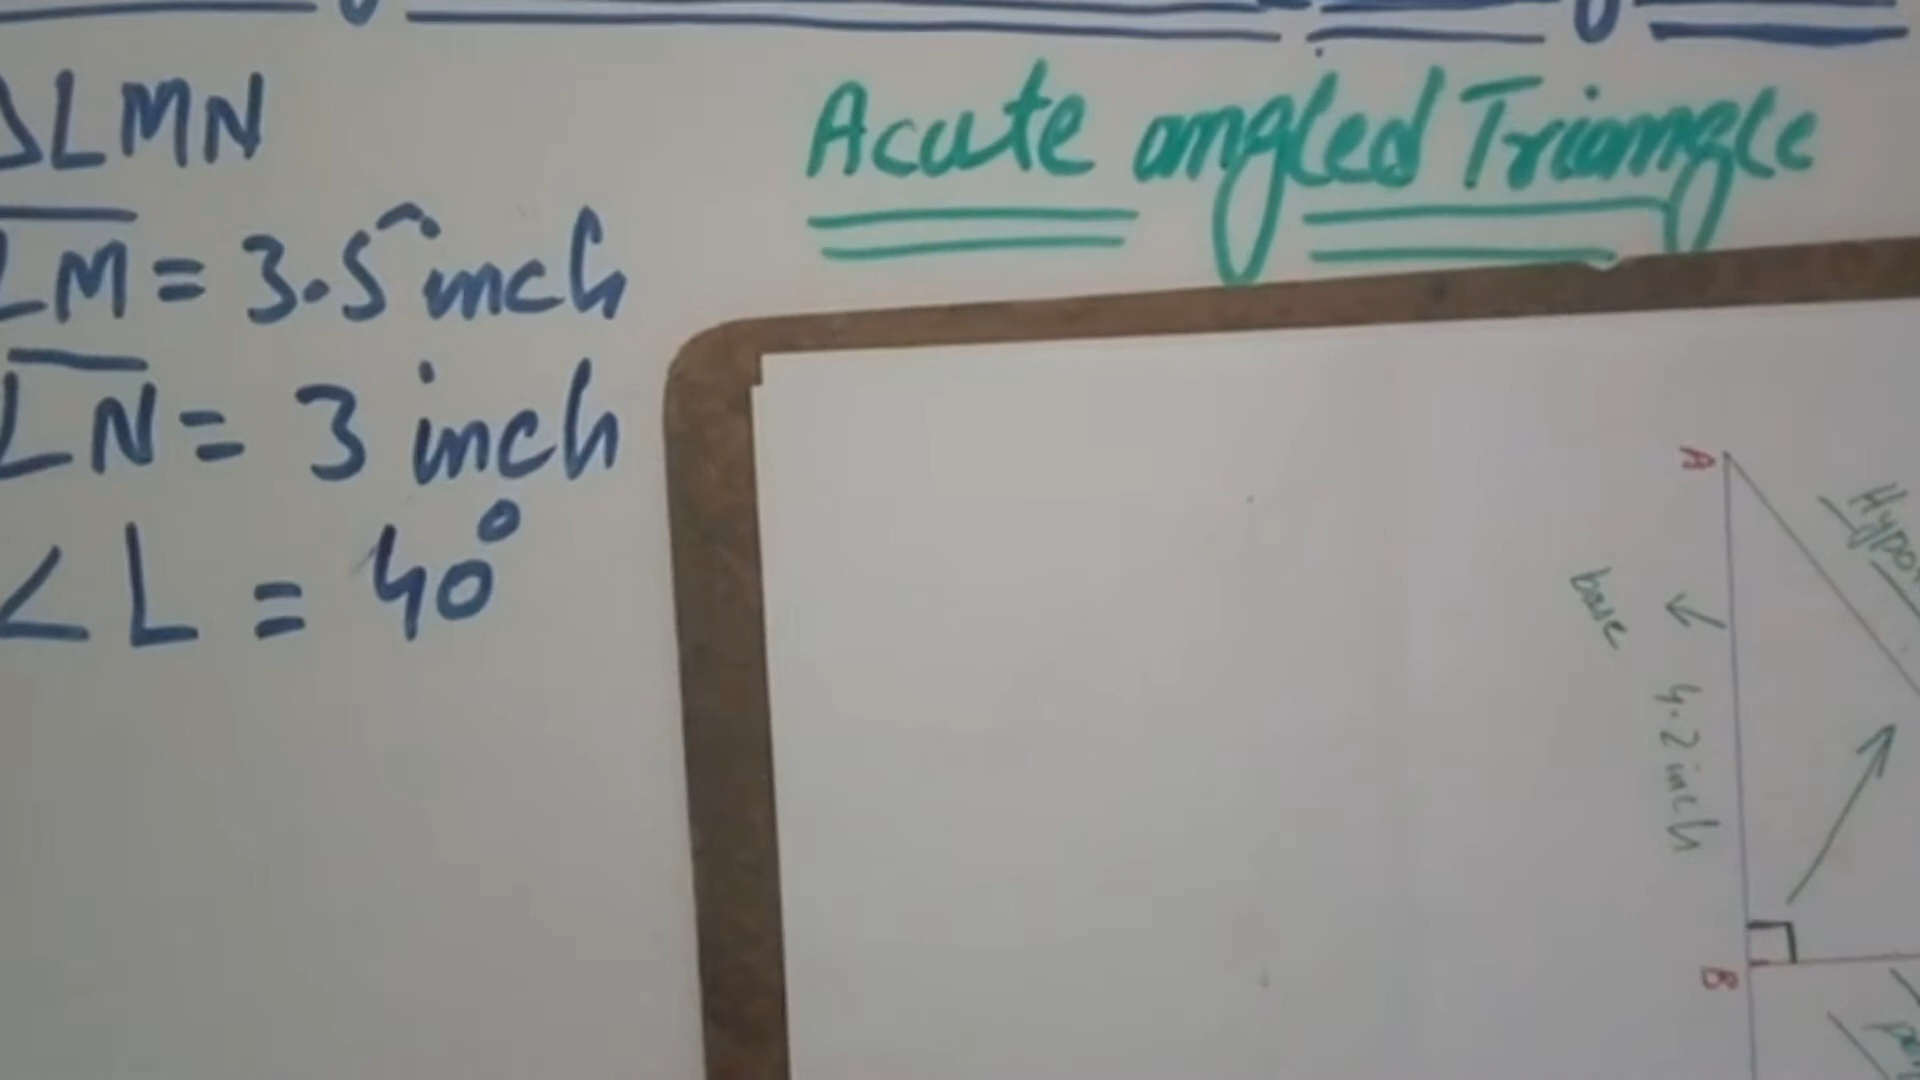 Acute angled Triangle
ΔLMN
LM = 3.5 inch
LN = 3 inch
<L = 40°
A
base
4.2 inch
B